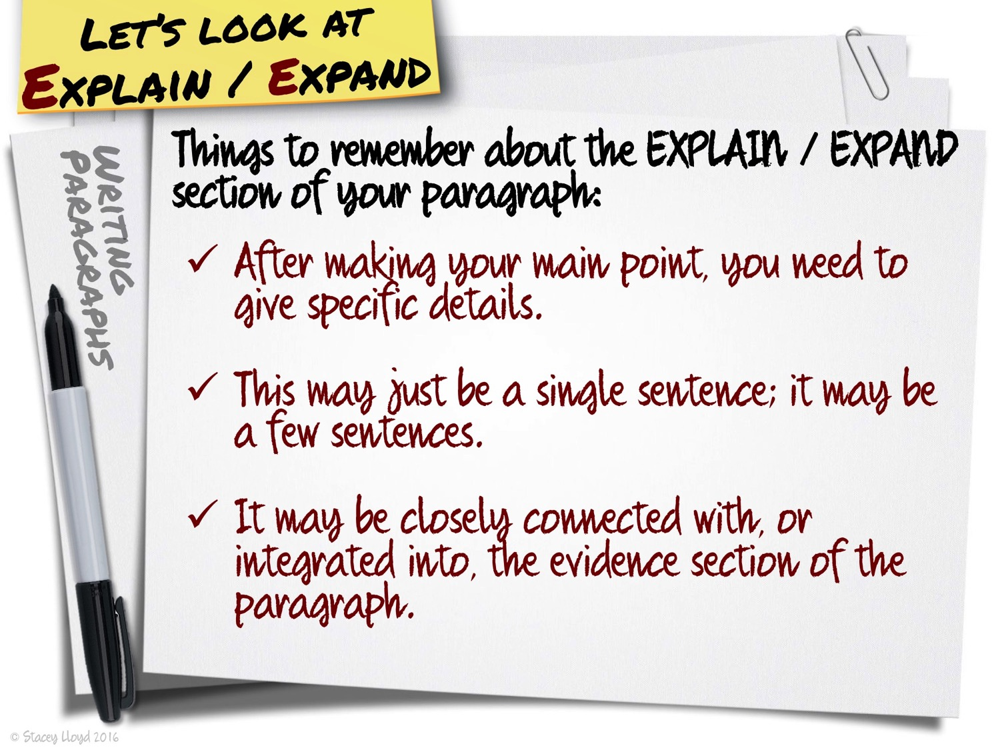 Let's look at
Explain / Expand
Writing
Paragraphs
Things to remember about the EXPLAIN / EXPAND
section of your paragraph:
✓ After making your main point, you need to
give specific details.
✓ This may just be a single sentence; it may be
a few sentences.
✓ It may be closely connected with, or
integrated into, the evidence section of the
paragraph.
© Stacey Lloyd 2016